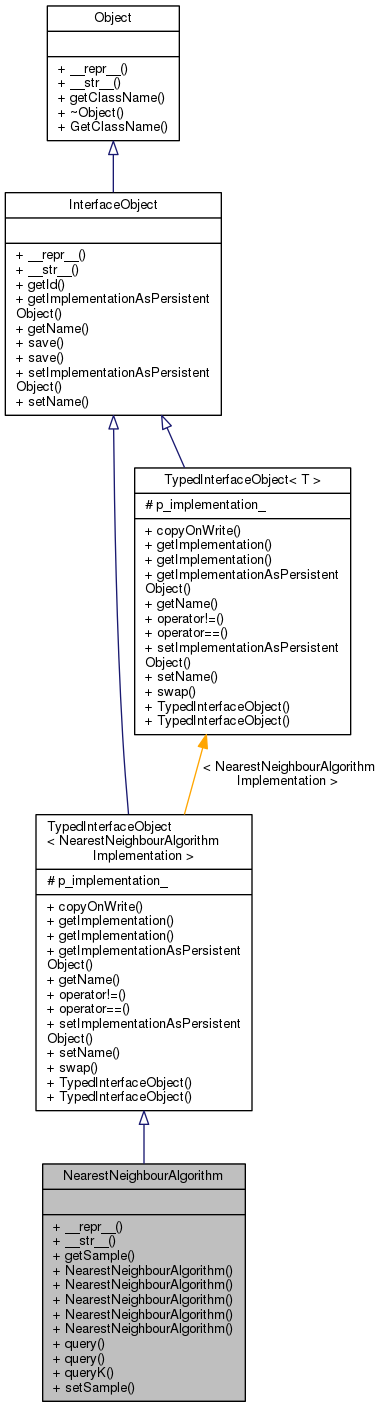 Object
+ __repr__()
+ __str__()
+ getClassName()
+ ~Object()
+ GetClassName()
InterfaceObject
+ __repr__()
+ __str__()
+ getId()
+ getImplementationAsPersistent
Object()
+ getName()
+ save()
+ save()
+ setImplementationAsPersistent
Object()
+ setName()
TypedInterfaceObject< T >
# p_implementation_
+ copyOnWrite()
+ getImplementation()
+ getImplementation()
+ getImplementationAsPersistent
Object()
+ getName()
+ operator!=()
+ operator==()
+ setImplementationAsPersistent
Object()
+ setName()
+ swap()
+ TypedInterfaceObject()
+ TypedInterfaceObject()
< NearestNeighbourAlgorithm
Implementation >
TypedInterfaceObject
< NearestNeighbourAlgorithm
Implementation >
# p_implementation_
+ copyOnWrite()
+ getImplementation()
+ getImplementation()
+ getImplementationAsPersistent
Object()
+ getName()
+ operator!=()
+ operator==()
+ setImplementationAsPersistent
Object()
+ setName()
+ swap()
+ TypedInterfaceObject()
+ TypedInterfaceObject()
NearestNeighbourAlgorithm
+ __repr__()
+ __str__()
+ getSample()
+ NearestNeighbourAlgorithm()
+ NearestNeighbourAlgorithm()
+ NearestNeighbourAlgorithm()
+ NearestNeighbourAlgorithm()
+ NearestNeighbourAlgorithm()
+ query()
+ query()
+ queryK()
+ setSample()